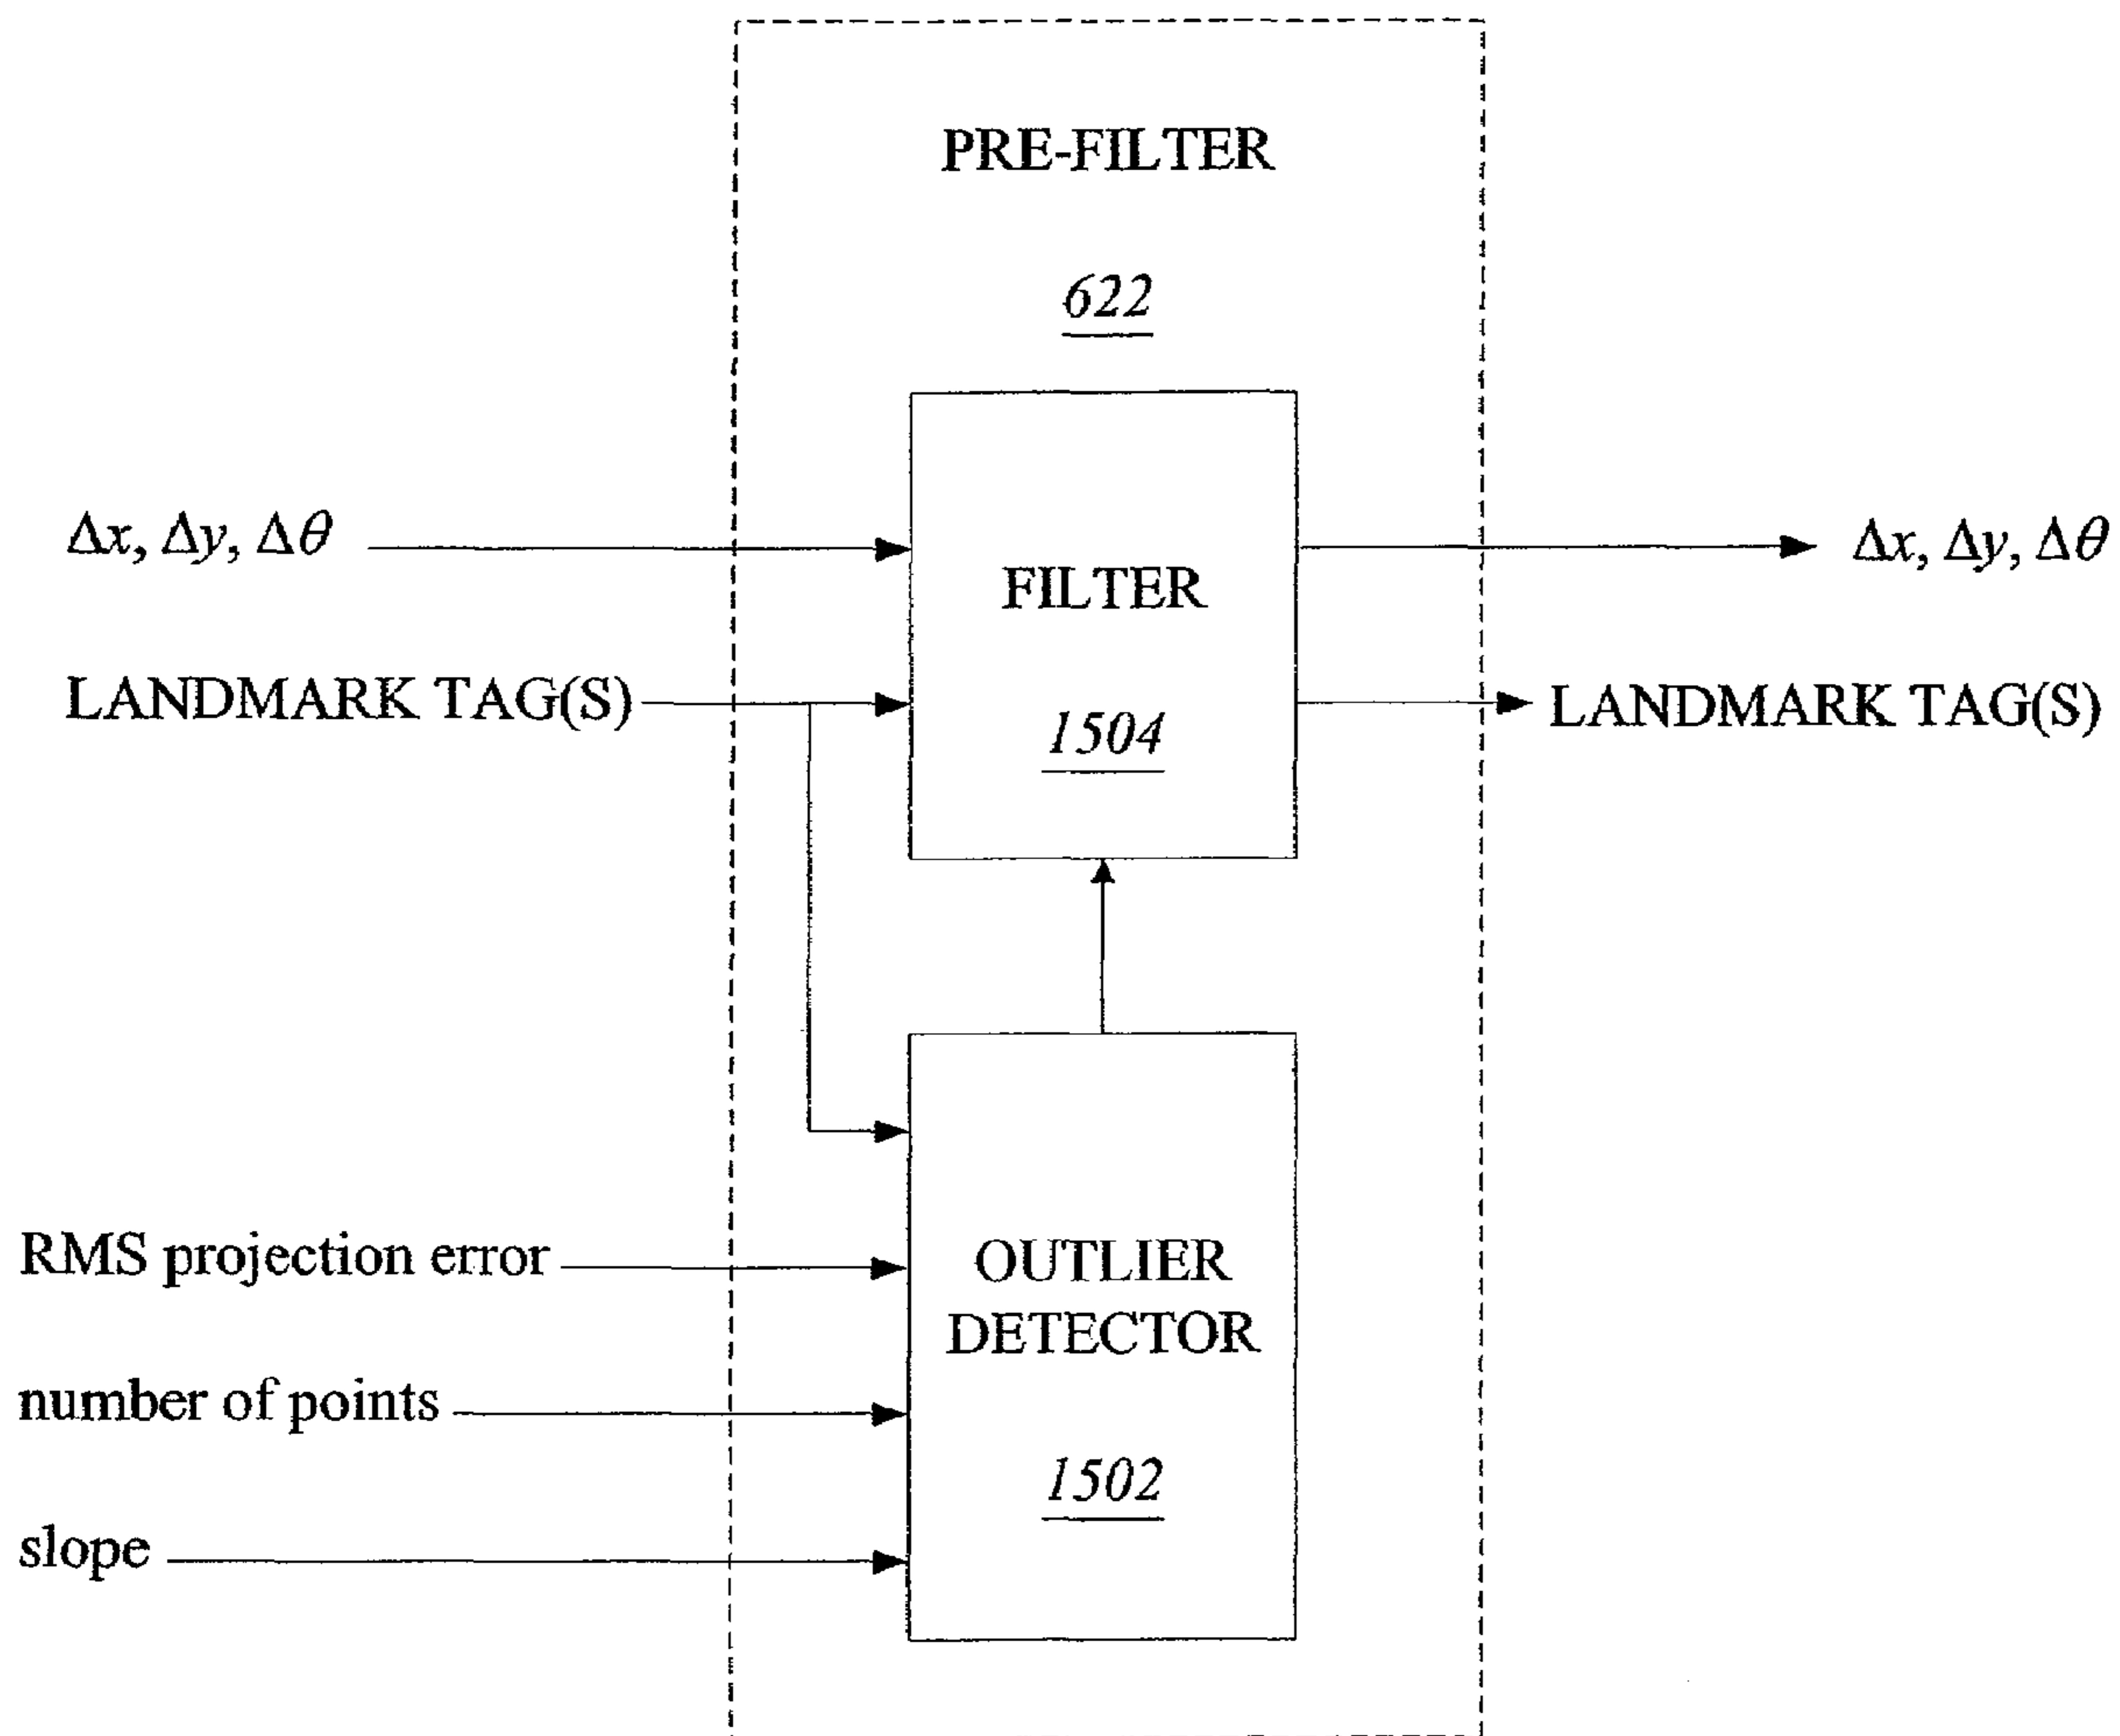 PRE-FILTER
622
Δx, Δy, Δθ
FILTER
Δx, Δy, Δθ
LANDMARK TAG(S)
1504
LANDMARK TAG(S)
RMS projection error
OUTLIER
DETECTOR
number of points
1502
slope